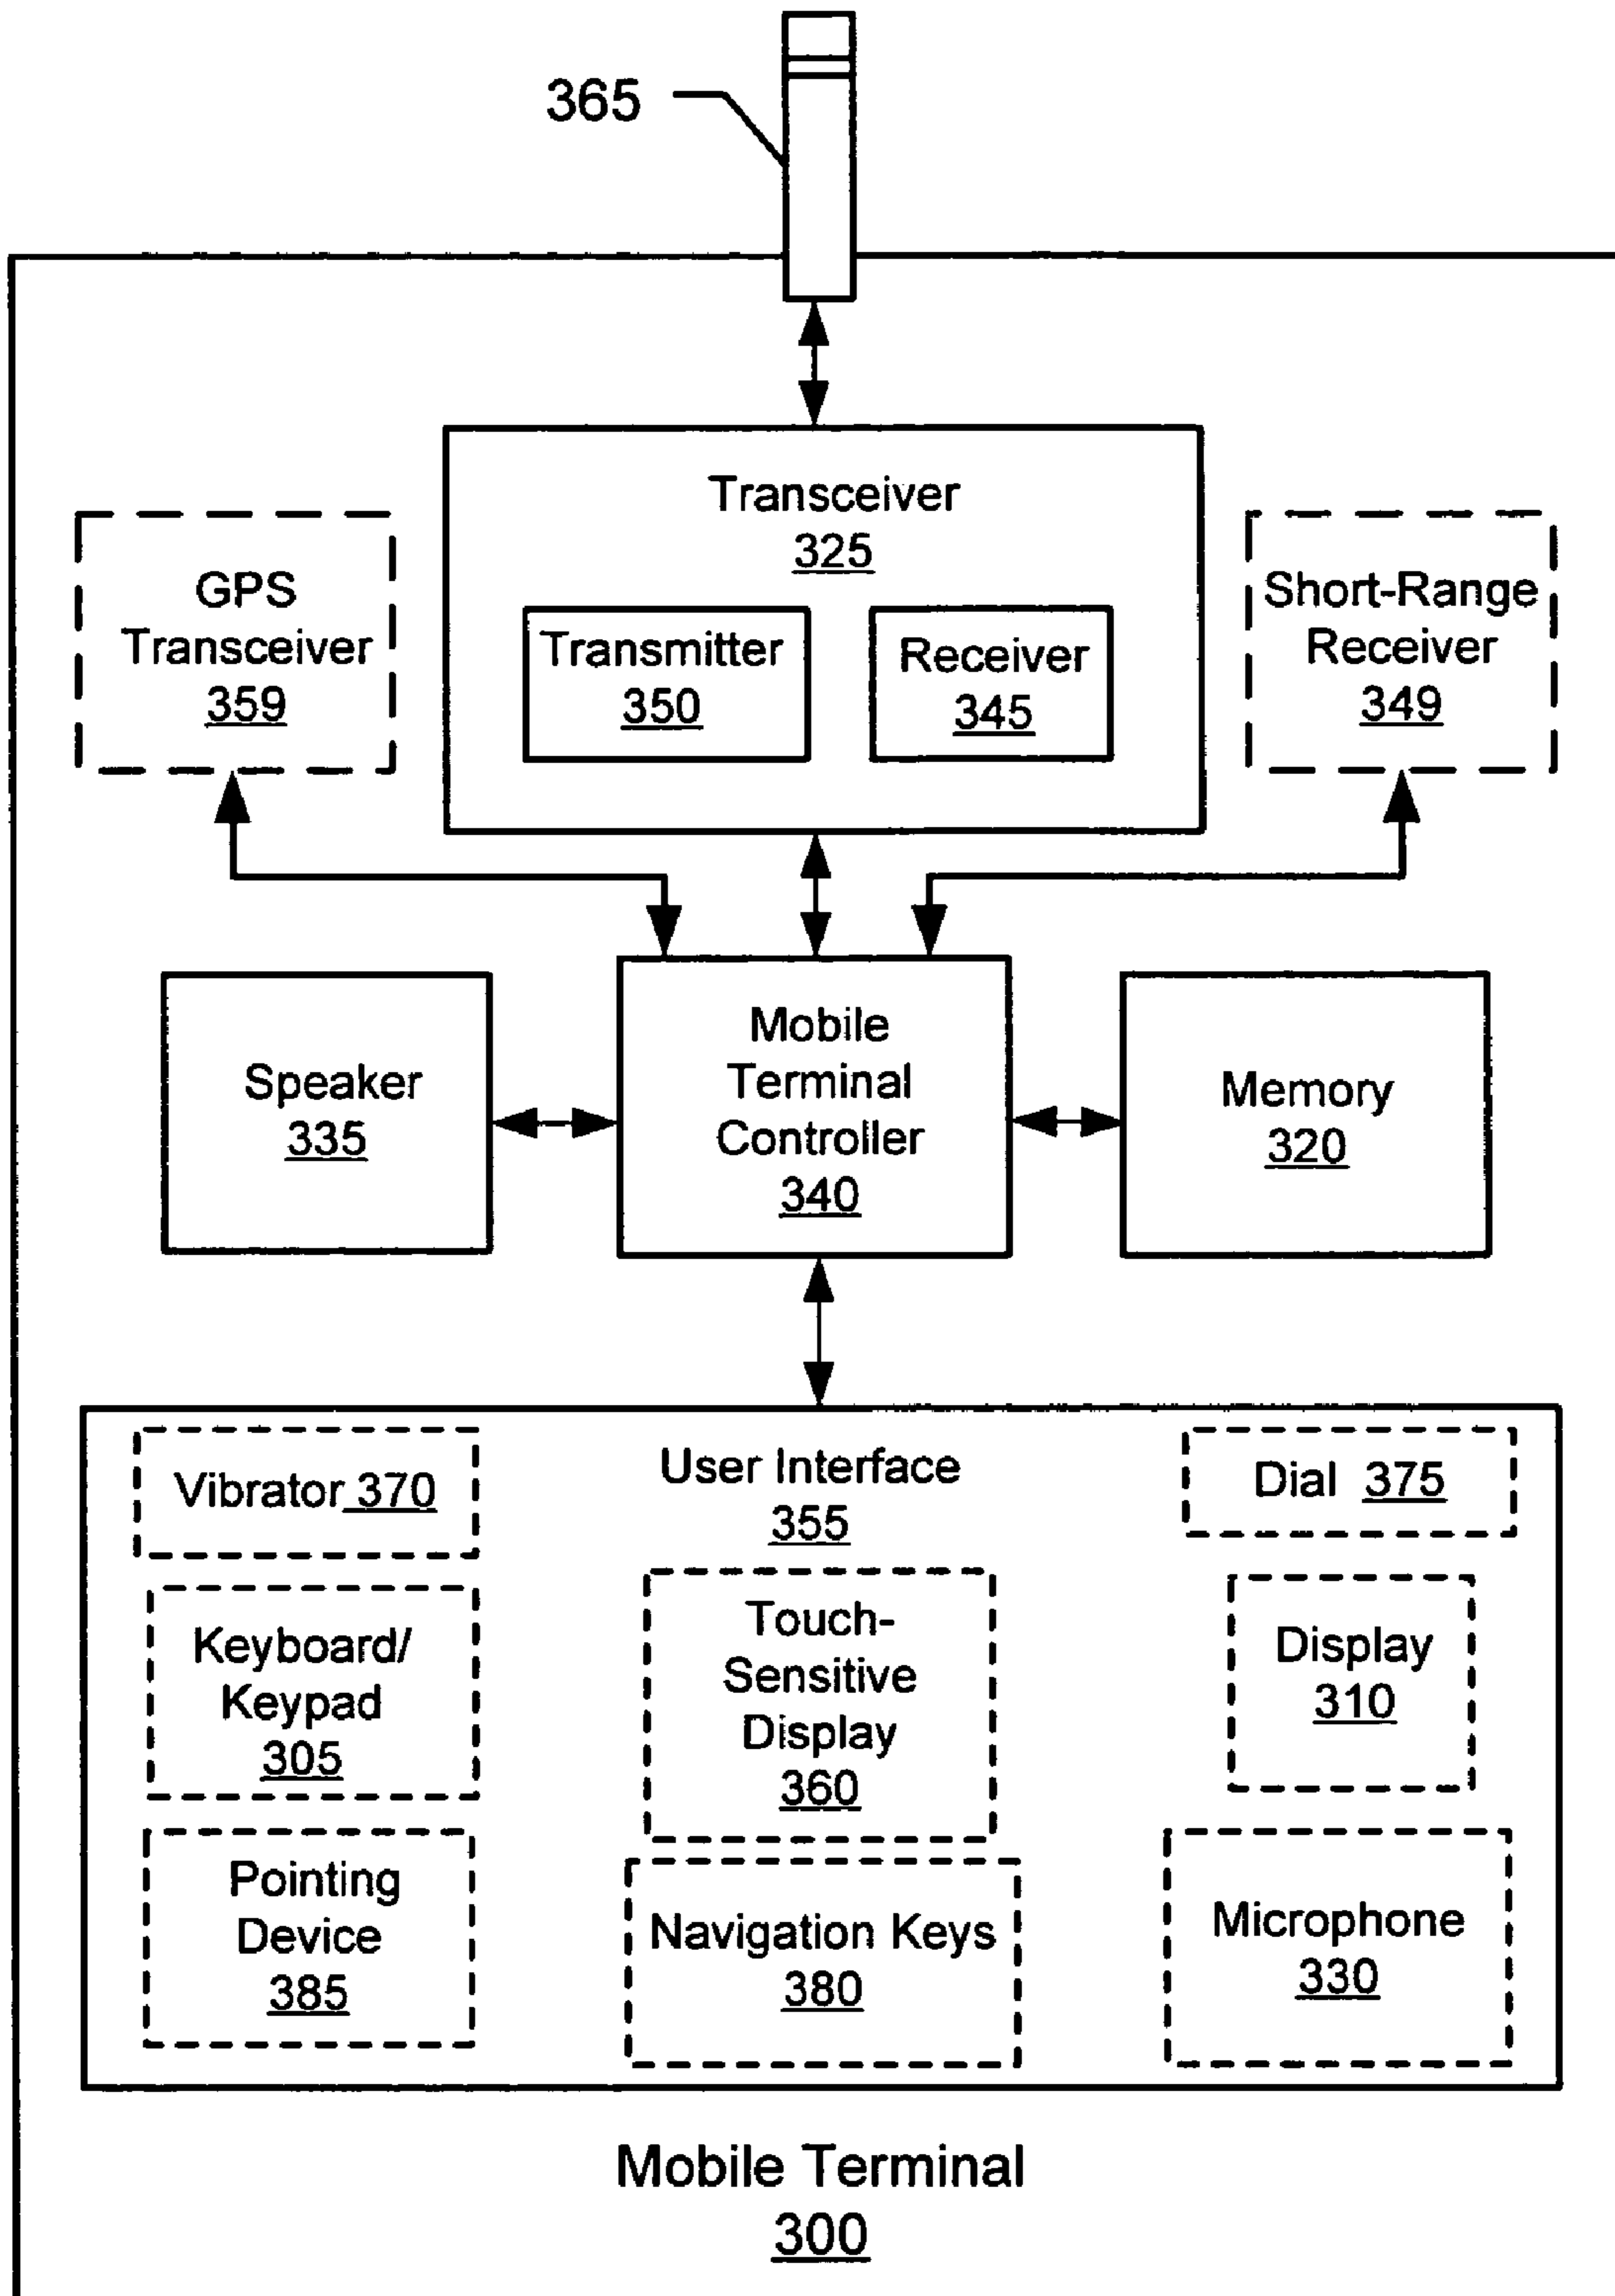 365
Transceiver
325
GPS
Transceiver
359
Transmitter
350
Receiver
345
Short-Range
Receiver
349
Speaker
335
Mobile
Terminal
Controller
340
Memory
320
User Interface
355
Vibrator 370
Dial 375
Keyboard/
Keypad
305
Touch-
Sensitive
Display
360
Display
310
Pointing
Device
385
Navigation Keys
380
Microphone
330
Mobile Terminal
300